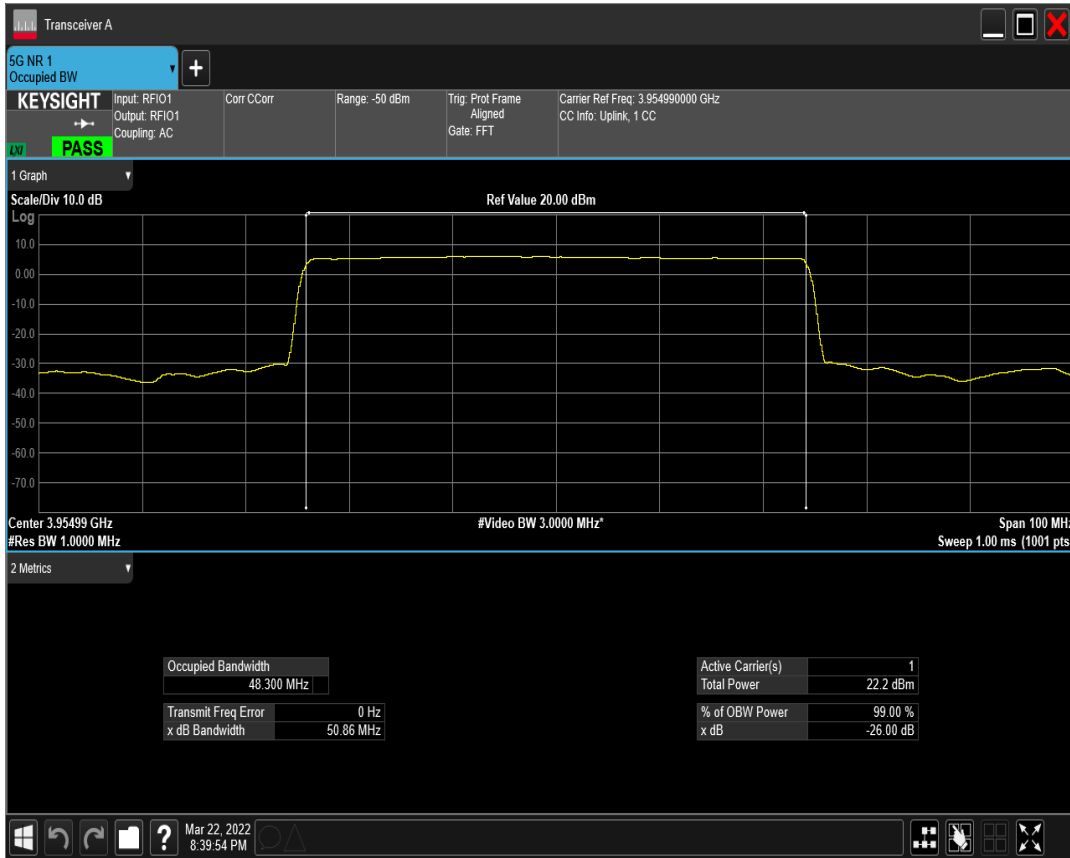 Transceiver A
5G NR 1
Occupied BW
KEYSIGHT
LXI
PASS
Input: RFIO1
Output: RFIO1
Coupling: AC
Corr CCorr
Range: -50 dBm
Trig: Prot Frame
Aligned
Gate: FFT
Carrier Ref Freq: 3.954990000 GHz
CC Info: Uplink, 1 CC
1 Graph
Scale/Div 10.0 dB
Ref Value 20.00 dBm
Log
10.0
0.00
-10.0
-20.0
-30.0
-40.0
-50.0
-60.0
-70.0
Center 3.95499 GHz
#Video BW 3.0000 MHz*
Span 100 MHz
#Res BW 1.0000 MHz
Sweep 1.00 ms (1001 pts
2 Metrics
Occupied Bandwidth
48.300 MHz
Transmit Freq Error 0 Hz
x dB Bandwidth 50.86 MHz
Active Carrier(s) 1
Total Power 22.2 dBm
% of OBW Power 99.00 %
x dB -26.00 dB
?
Mar 22, 2022
8:39:54 PM